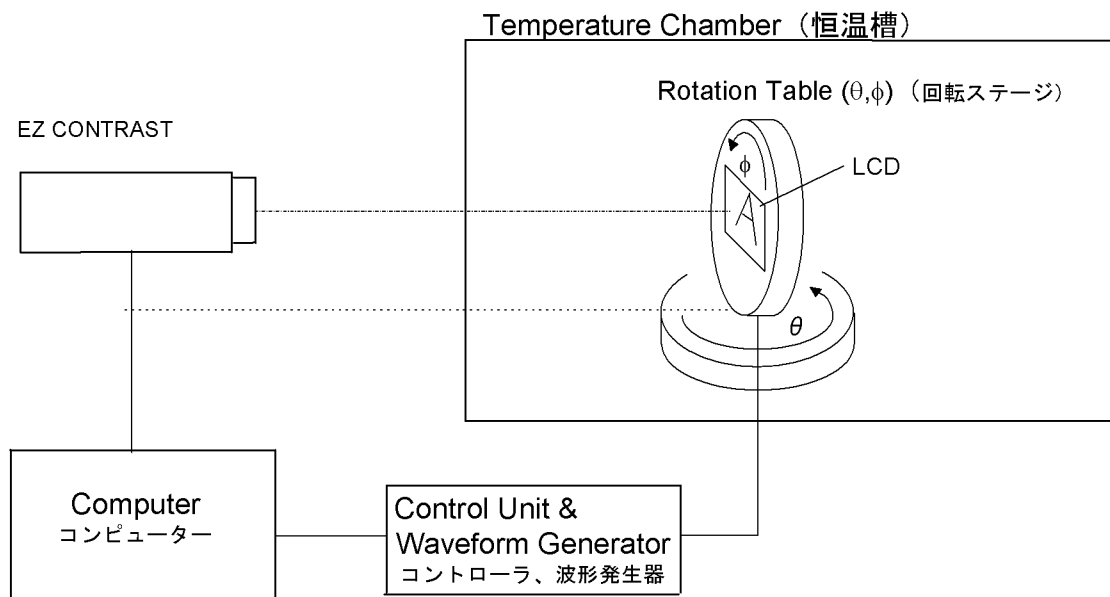 Temperature Chamber（恒温槽）
Rotation Table (θ,ϕ)（回転ステージ）
EZ CONTRAST
ϕ
LCD
A
θ
Computer
コンピューター
Control Unit &
Waveform Generator
コントローラ、波形発生器